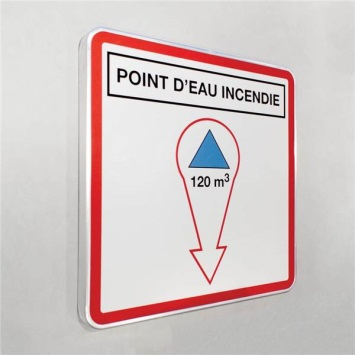 POINT D'EAU INCENDIE
120 m³